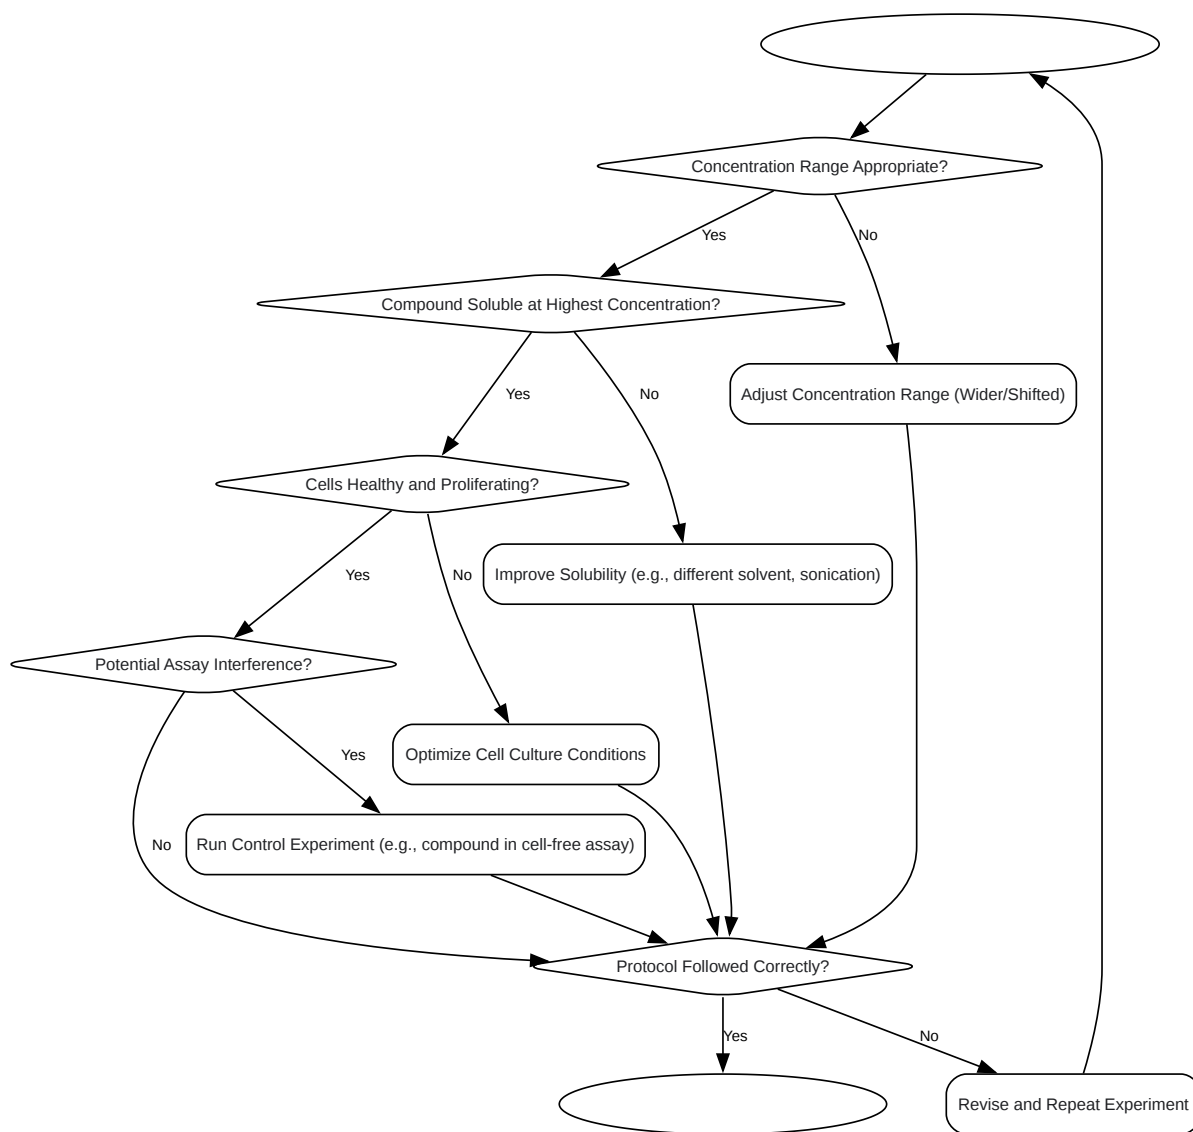 Concentration Range Appropriate?
Yes
No
Compound Soluble at Highest Concentration?
Yes
No
Adjust Concentration Range (Wider/Shifted)
Cells Healthy and Proliferating?
Yes
No
Improve Solubility (e.g., different solvent, sonication)
Potential Assay Interference?
Yes
Optimize Cell Culture Conditions
No
Run Control Experiment (e.g., compound in cell-free assay)
Protocol Followed Correctly?
Yes
No
Revise and Repeat Experiment